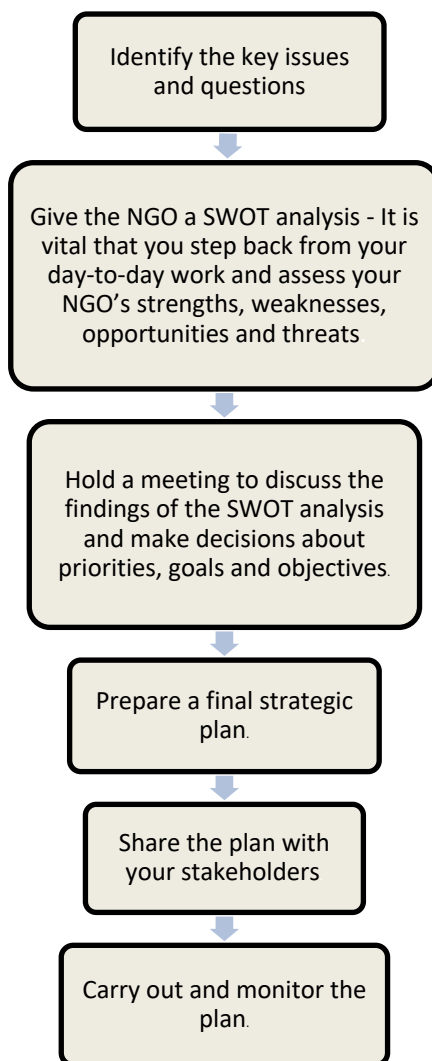 Identify the key issues
and questions
Give the NGO a SWOT analysis - It is
vital that you step back from your
day-to-day work and assess your
NGO’s strengths, weaknesses,
opportunities and threats.
Hold a meeting to discuss the
findings of the SWOT analysis
and make decisions about
priorities, goals and objectives.
Prepare a final strategic
plan.
Share the plan with
your stakeholders
Carry out and monitor the
plan.